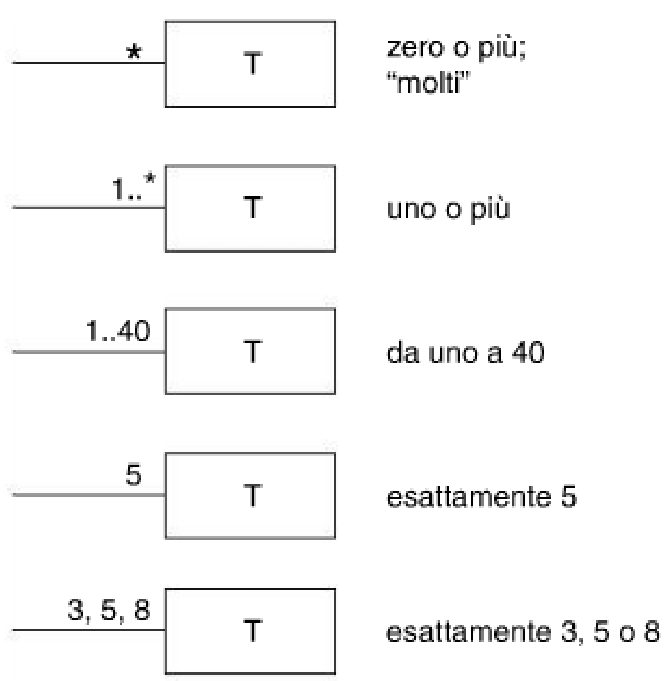 * T zero o più;
“molti”
1..* T uno o più
1..40 T da uno a 40
5 T esattamente 5
3, 5, 8 T esattamente 3, 5 o 8